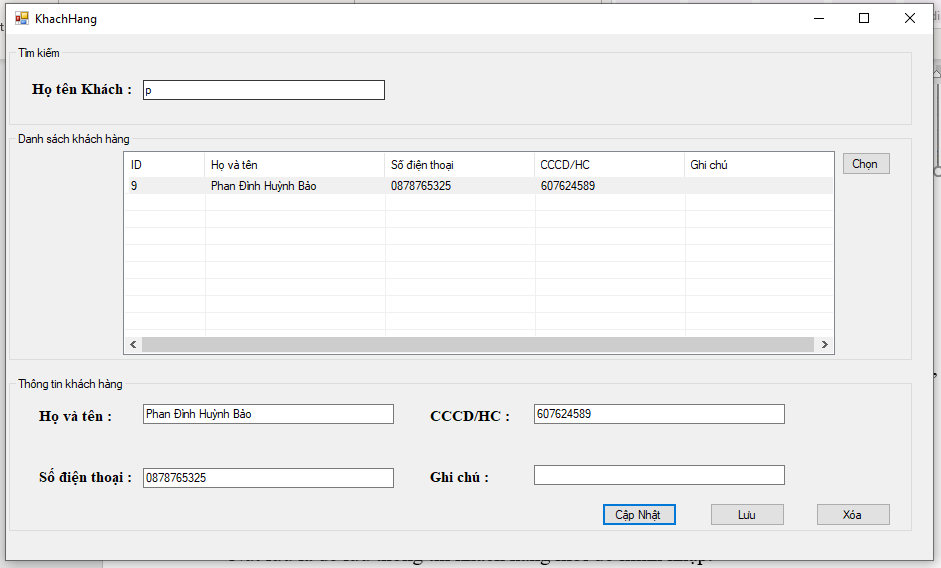 KhachHang
Tìm kiếm
Họ tên Khách :
p
Danh sách khách hàng
ID Họ và tên Số điện thoại CCCD/HC Ghi chú
Chọn
9 Phan Đình Huỳnh Bảo 0878765325 607624589
Thông tin khách hàng
Họ và tên : Phan Đình Huỳnh Bảo CCCD/HC : 607624589
Số điện thoại : 0878765325 Ghi chú :
Cập Nhật Lưu Xóa